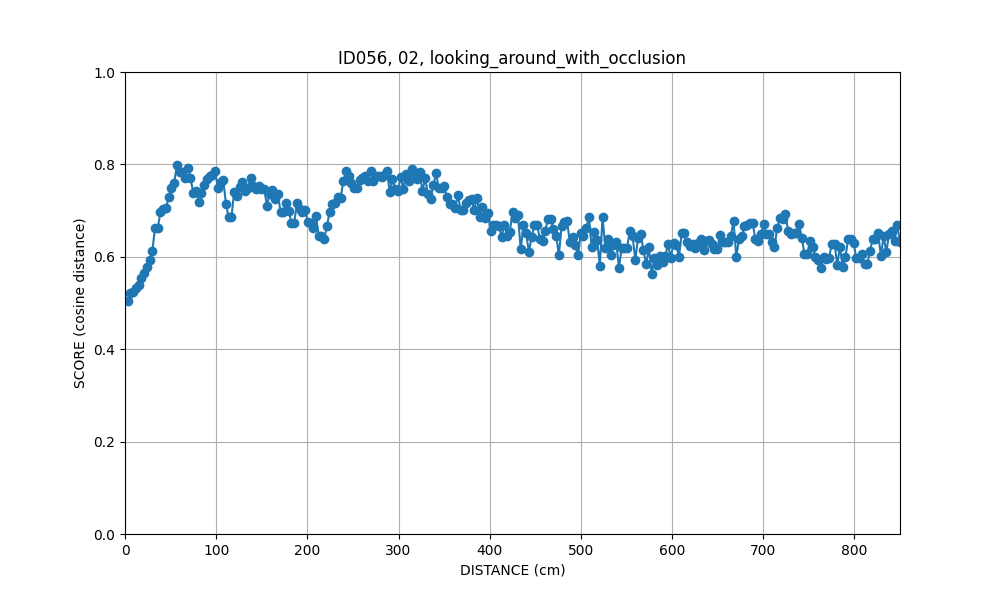 ID056, 02, looking_around_with_occlusion
SCORE (cosine distance)
1.0
0.8
0.6
0.4
0.2
0.0
0 100 200 300 400 500 600 700 800
DISTANCE (cm)